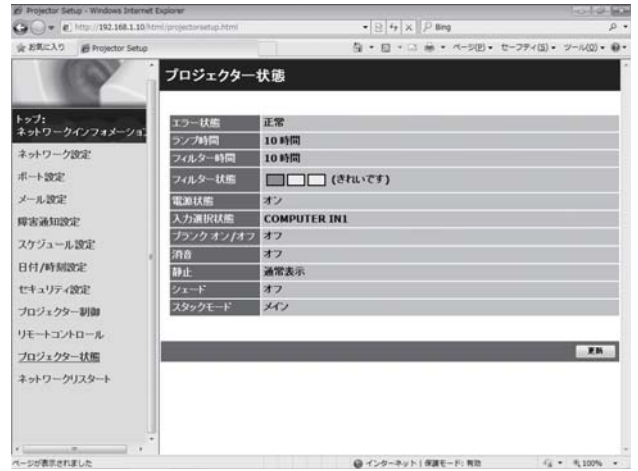 Projector Setup - Windows Internet Explorer
http://192.168.1.10/html/projectorsetup.html
Bing
お気に入り
Projector Setup
ページ(P)
セーフティ(S)
ツール(O)
プロジェクター状態
トップ:
ネットワークインフォメーション
ネットワーク設定
ポート設定
メール設定
障害通知設定
スケジュール設定
日付/時刻設定
セキュリティ設定
プロジェクター制御
リモートコントロール
プロジェクター状態
ネットワークリスタート
エラー状態 正常
ランプ時間 10 時間
フィルター時間 10 時間
フィルター状態 (きれいです)
電源状態 オン
入力選択状態 COMPUTER IN1
ブランク オン/オフ オフ
消音 オフ
静止 通常表示
シェード オフ
スタックモード メイン
更新
ページが表示されました
インターネット | 保護モード: 有効
100%